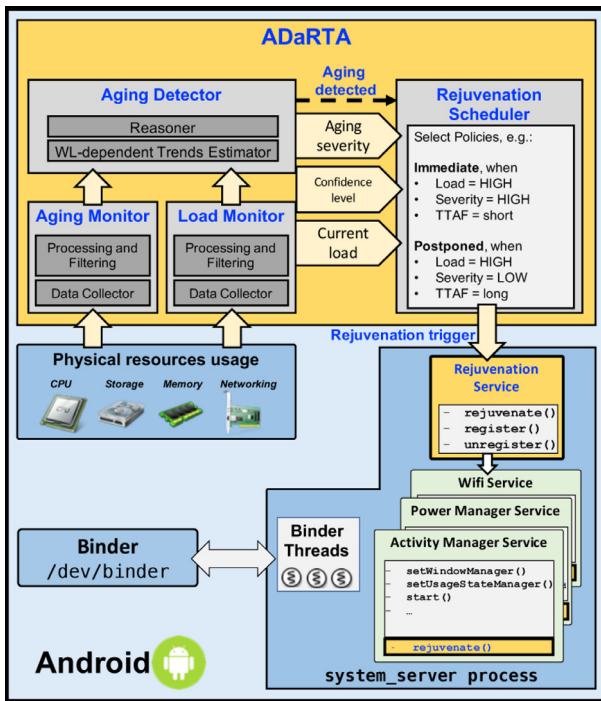 ADaRTA
Aging Detector
Reasoner
WL-dependent Trends Estimator
Aging
detected
Aging
severity
Confidence
level
Current
load
Rejuvenation
Scheduler
Select Policies, e.g.:
Immediate, when
• Load = HIGH
• Severity = HIGH
• TTAF = short
Postponed, when
• Load = HIGH
• Severity = LOW
• TTAF = long
Aging Monitor
Processing and
Filtering
Data Collector
Load Monitor
Processing and
Filtering
Data Collector
Rejuvenation trigger
Physical resources usage
CPU Storage Memory Networking
CPU
Rejuvenation
Service
– rejuvenate()
– register()
– unregister()
Wifi Service
Power Manager Service
Activity Manager Service
– setWindowManager()
– setUsageStateManager()
– start()
– …
- rejuvenate()
Binder
/dev/binder
Binder
Threads
Android
system_server process